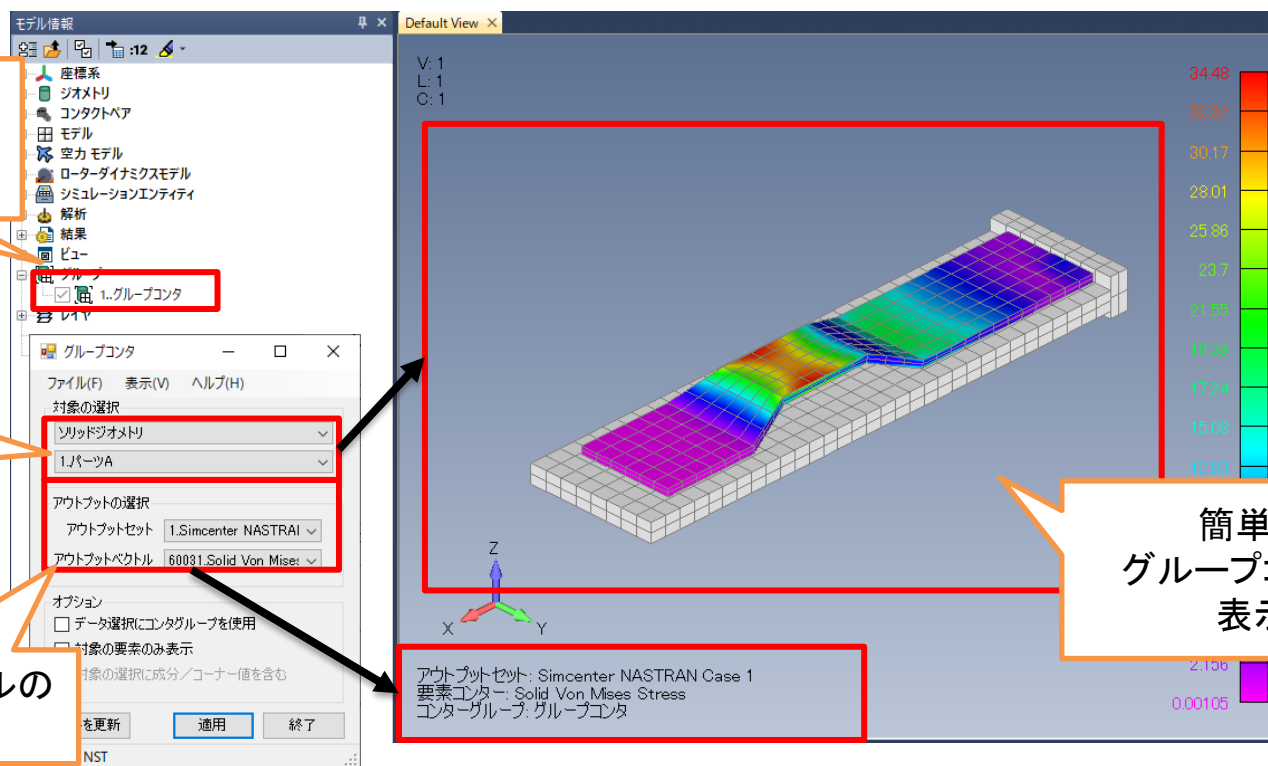 モデル情報
:12
座標系
ジオメトリ
コンタクトペア
モデル
空力 モデル
ローターダイナミクスモデル
シミュレーションエンティティ
解析
結果
ビュー
グループ
1..グループコンタ
レイヤ
グループコンタ
ファイル(F) 表示(V) ヘルプ(H)
対象の選択
ソリッドジオメトリ
1.パーツA
アウトプットの選択
アウトプットセット 1.Simcenter NASTRAI
アウトプットベクトル 60031.Solid Von Mises
オプション
データ選択にコンタグループを使用
対象の要素のみ表示
対象の選択に成分／コーナー値を含む
を更新 適用 終了
NST
ルの
Default View
V: 1
L: 1
C: 1
34.48
30.17
28.01
25.86
23.7
21.55
17.24
15.08
12.93
2.156
0.00105
Z
X
Y
簡単
グループコ
表示
アウトプットセット: Simcenter NASTRAN Case 1
要素コンター: Solid Von Mises Stress
コンターグループ: グループコンタ